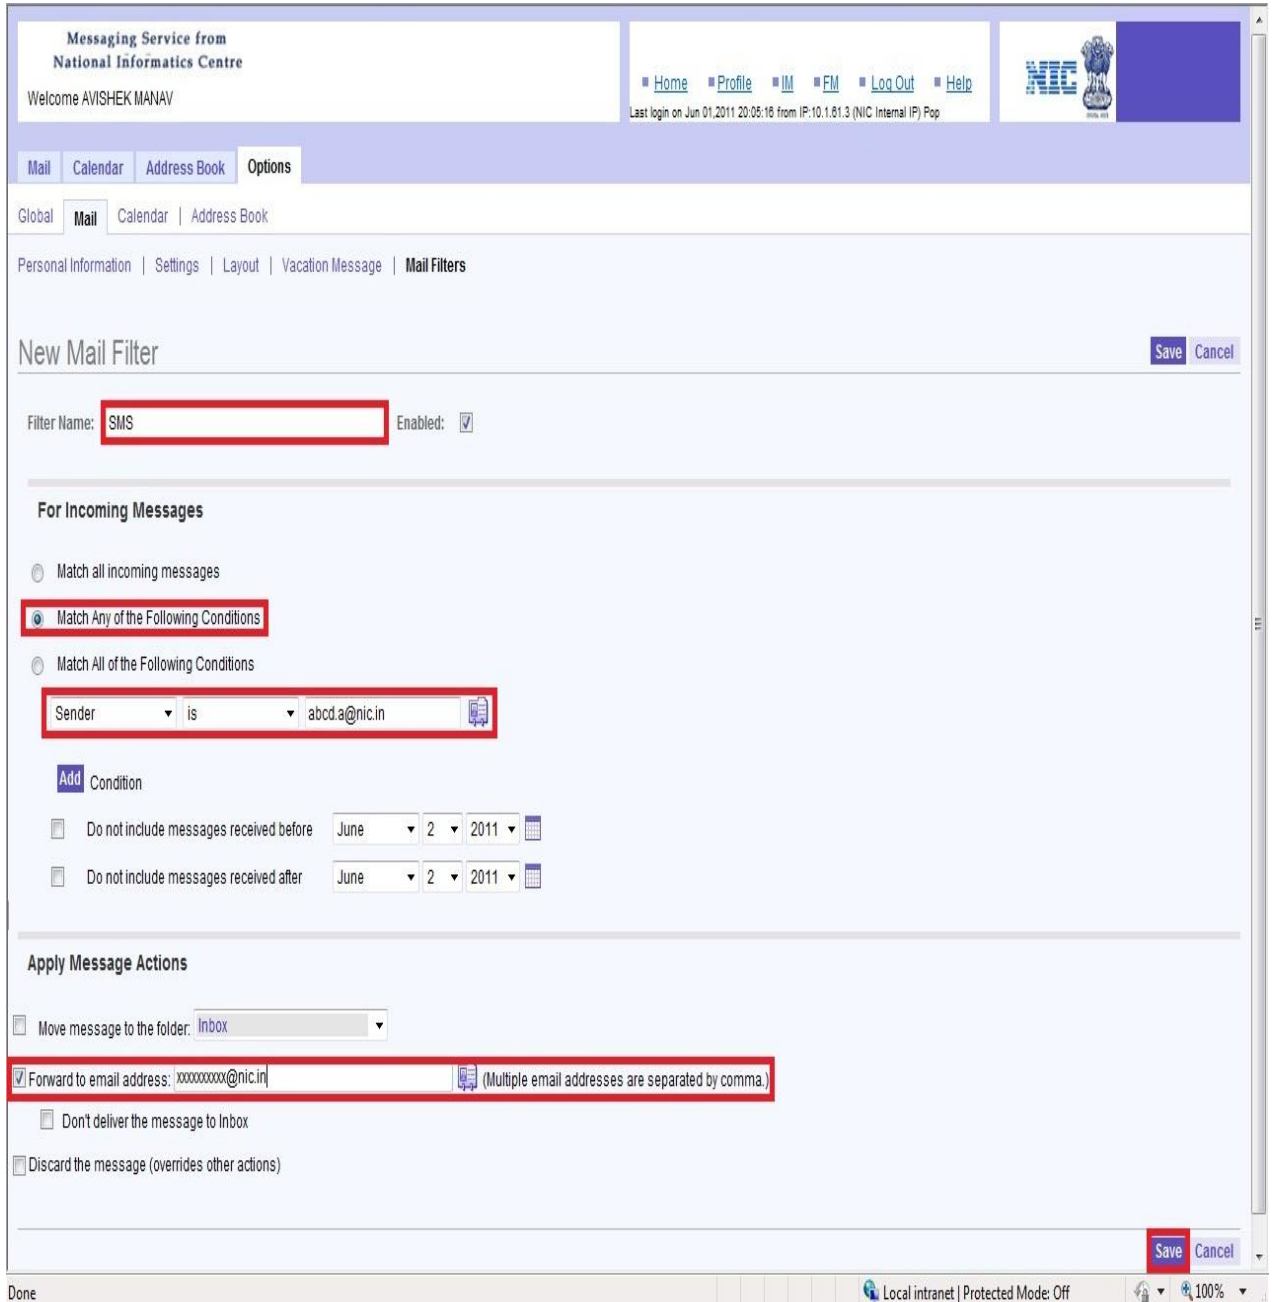 Messaging Service from
National Informatics Centre
Welcome AVISHEK MANAV
Home Profile IM FM Log Out Help
Last login on Jun 01,2011 20:05:16 from IP:10.1.61.3 (NIC Internal IP) Pop
NIC
Mail Calendar Address Book Options
Global Mail Calendar | Address Book
Personal Information | Settings | Layout | Vacation Message | Mail Filters
New Mail Filter
Save Cancel
Filter Name: SMS Enabled:
For Incoming Messages
Match all incoming messages
Match Any of the Following Conditions
Match All of the Following Conditions
Sender is abcd.a@nic.in
Add Condition
Do not include messages received before June 2 2011
Do not include messages received after June 2 2011
Apply Message Actions
Move message to the folder: Inbox
Forward to email address: xxxxxxxxxx@nic.in (Multiple email addresses are separated by comma.)
Don't deliver the message to Inbox
Discard the message (overrides other actions)
Save Cancel
Done Local intranet | Protected Mode: Off 100%